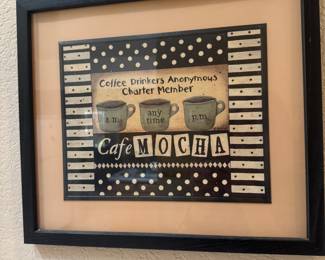 Coffee Drinkers Anonymous
Charter Member
a.m. any time p.m.
Cafe MOCHA